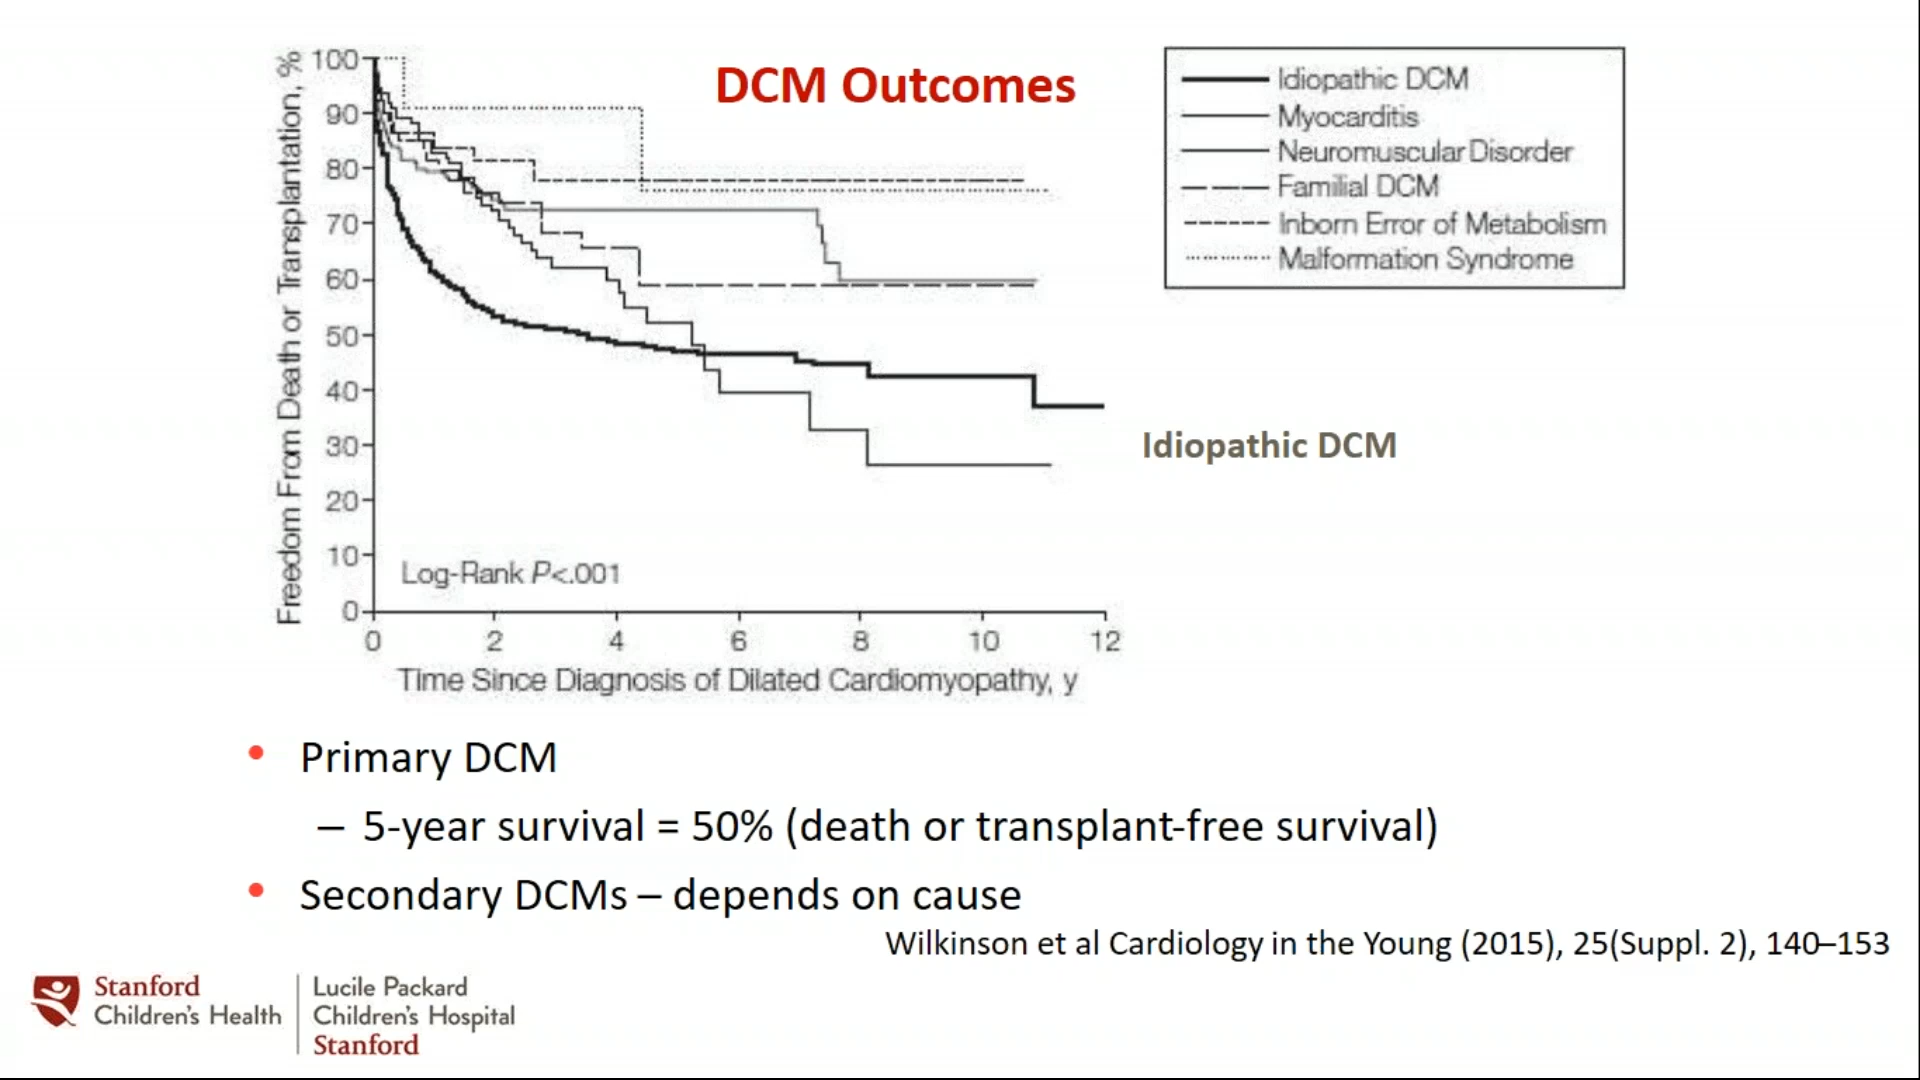 DCM Outcomes
Freedom From Death or Transplantation, %
100
90
80
70
60
50
40
30
20
10
0
Log-Rank P<.001
0 2 4 6 8 10 12
Time Since Diagnosis of Dilated Cardiomyopathy, y
Idiopathic DCM
Myocarditis
Neuromuscular Disorder
Familial DCM
Inborn Error of Metabolism
Malformation Syndrome
Idiopathic DCM
• Primary DCM
– 5-year survival = 50% (death or transplant-free survival)
• Secondary DCMs – depends on cause
Wilkinson et al Cardiology in the Young (2015), 25(Suppl. 2), 140–153
Stanford
Children's Health
Lucile Packard
Children's Hospital
Stanford